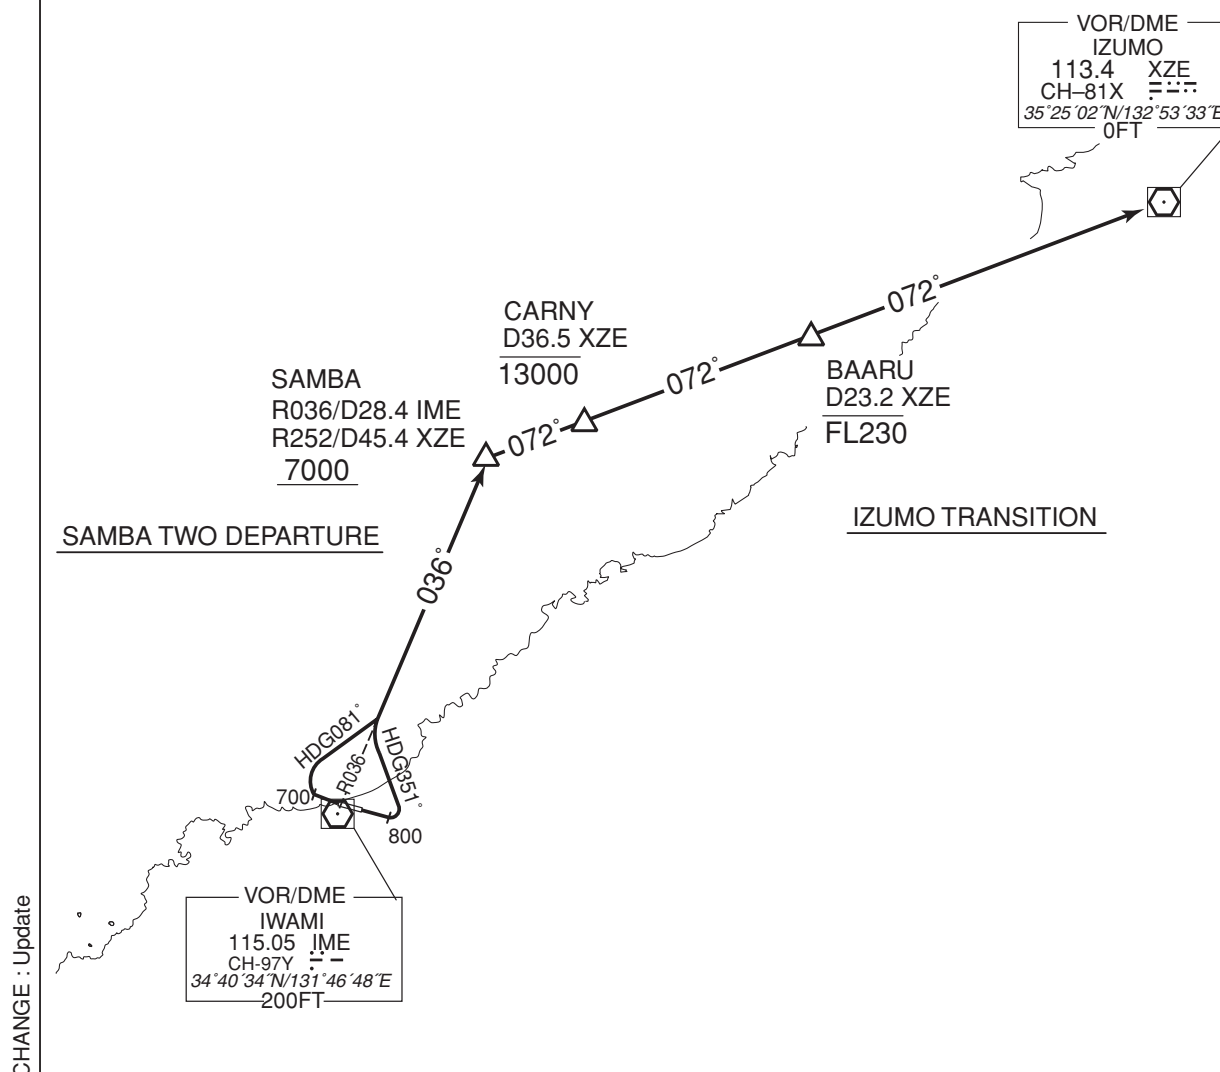 VOR/DME
IZUMO
113.4 XZE
CH–81X
35°25´02˝N/132°53´33˝E
0FT
072°
CARNY
D36.5 XZE
13000
072°
SAMBA
R036/D28.4 IME
R252/D45.4 XZE
7000
072°
BAARU
D23.2 XZE
FL230
SAMBA TWO DEPARTURE
IZUMO TRANSITION
036°
HDG081°
R036
HDG351°
700
800
VOR/DME
IWAMI
115.05 IME
CH-97Y
34°40´34˝N/131°46´48˝E
200FT
CHANGE : Update